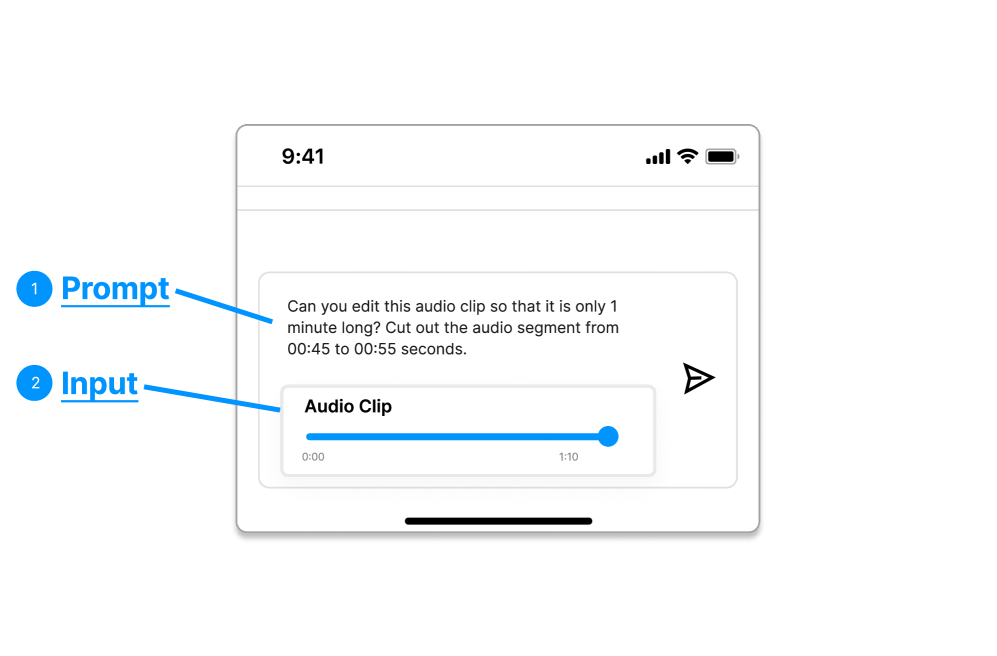 9:41
1 Prompt
Can you edit this audio clip so that it is only 1
minute long? Cut out the audio segment from
00:45 to 00:55 seconds.
2 Input
Audio Clip
0:00 1:10